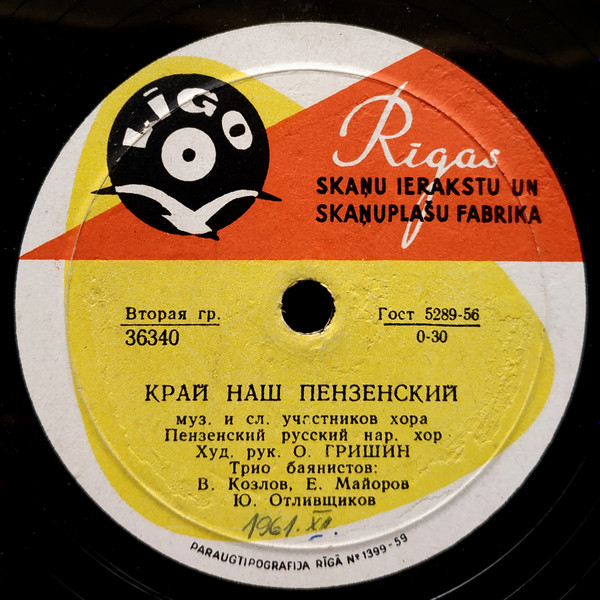 LĪGO
Rīgas
SKAŅU IERAKSTU UN
SKAŅUPLAŠU FABRIKA
Вторая гр.
36340
Гост 5289-56
0-30
КРАЙ НАШ ПЕНЗЕНСКИЙ
муз. и сл. участников хора
Пензенский русский нар. хор
Худ. рук. О. ГРИШИН
Трио баянистов:
В. Козлов, Е. Майоров
Ю. Отливщиков
1961. XII.
PARAUGTIPOGRAFIJA RĪGĀ № 1399-59